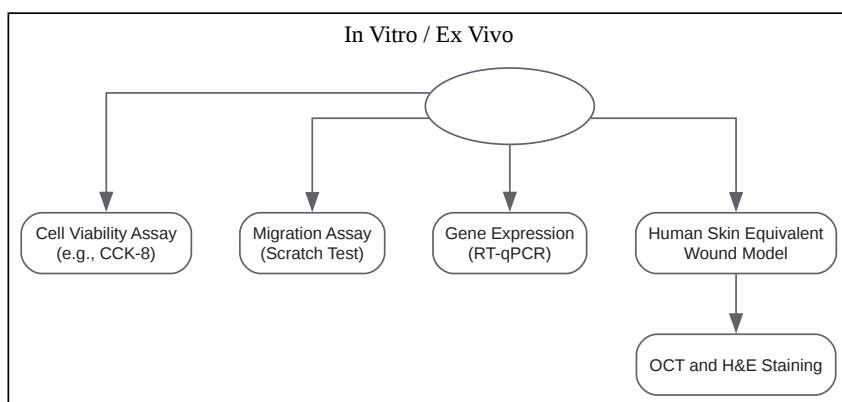 In Vitro / Ex Vivo
Cell Viability Assay
(e.g., CCK-8)
Migration Assay
(Scratch Test)
Gene Expression
(RT-qPCR)
Human Skin Equivalent
Wound Model
OCT and H&E Staining